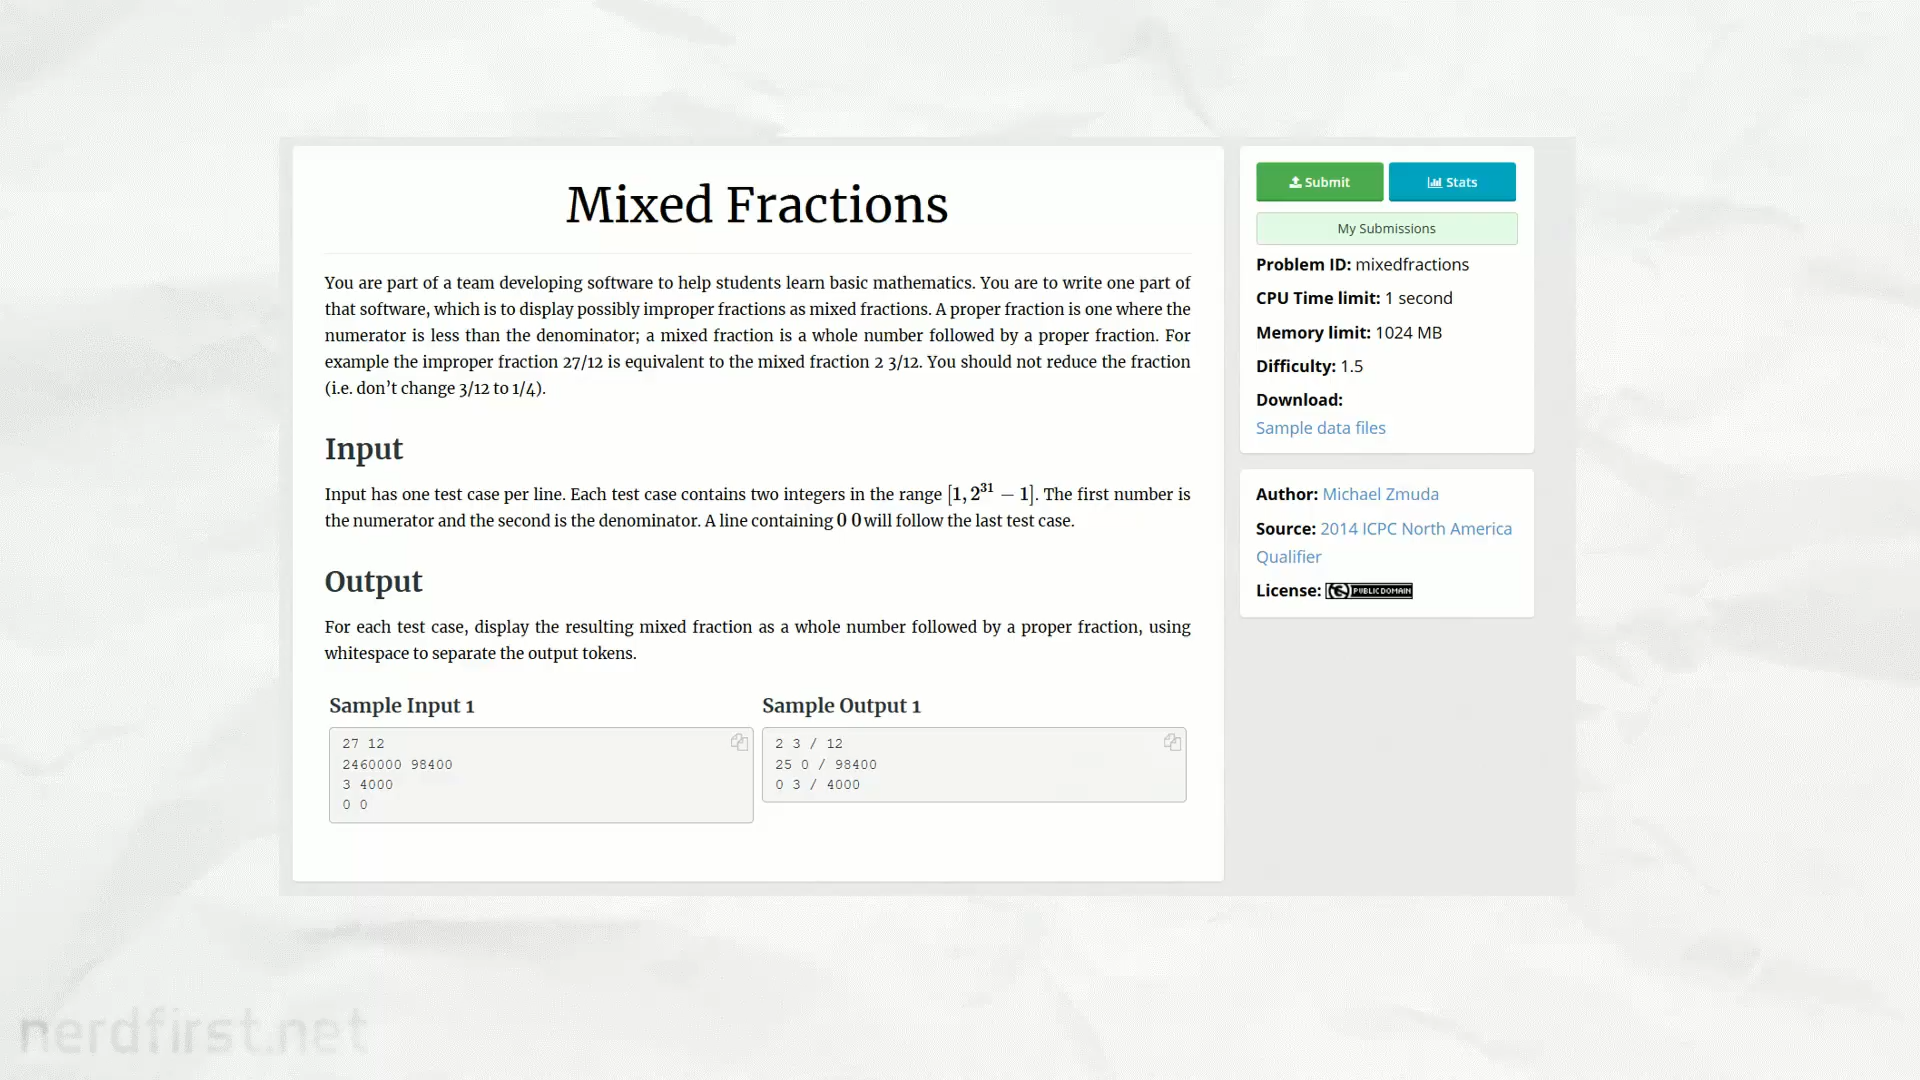 Mixed Fractions
You are part of a team developing software to help students learn basic mathematics. You are to write one part of
that software, which is to display possibly improper fractions as mixed fractions. A proper fraction is one where the
numerator is less than the denominator; a mixed fraction is a whole number followed by a proper fraction. For
example the improper fraction 27/12 is equivalent to the mixed fraction 2 3/12. You should not reduce the fraction
(i.e. don’t change 3/12 to 1/4).
Input
Input has one test case per line. Each test case contains two integers in the range [1, 2^31 − 1]. The first number is
the numerator and the second is the denominator. A line containing 0 0 will follow the last test case.
Output
For each test case, display the resulting mixed fraction as a whole number followed by a proper fraction, using
whitespace to separate the output tokens.
Sample Input 1
27 12
2460000 98400
3 4000
0 0
Sample Output 1
2 3 / 12
25 0 / 98400
0 3 / 4000
Submit
Stats
My Submissions
Problem ID: mixedfractions
CPU Time limit: 1 second
Memory limit: 1024 MB
Difficulty: 1.5
Download:
Sample data files
Author: Michael Zmuda
Source: 2014 ICPC North America
Qualifier
License: PUBLIC DOMAIN
nerdfirst.net